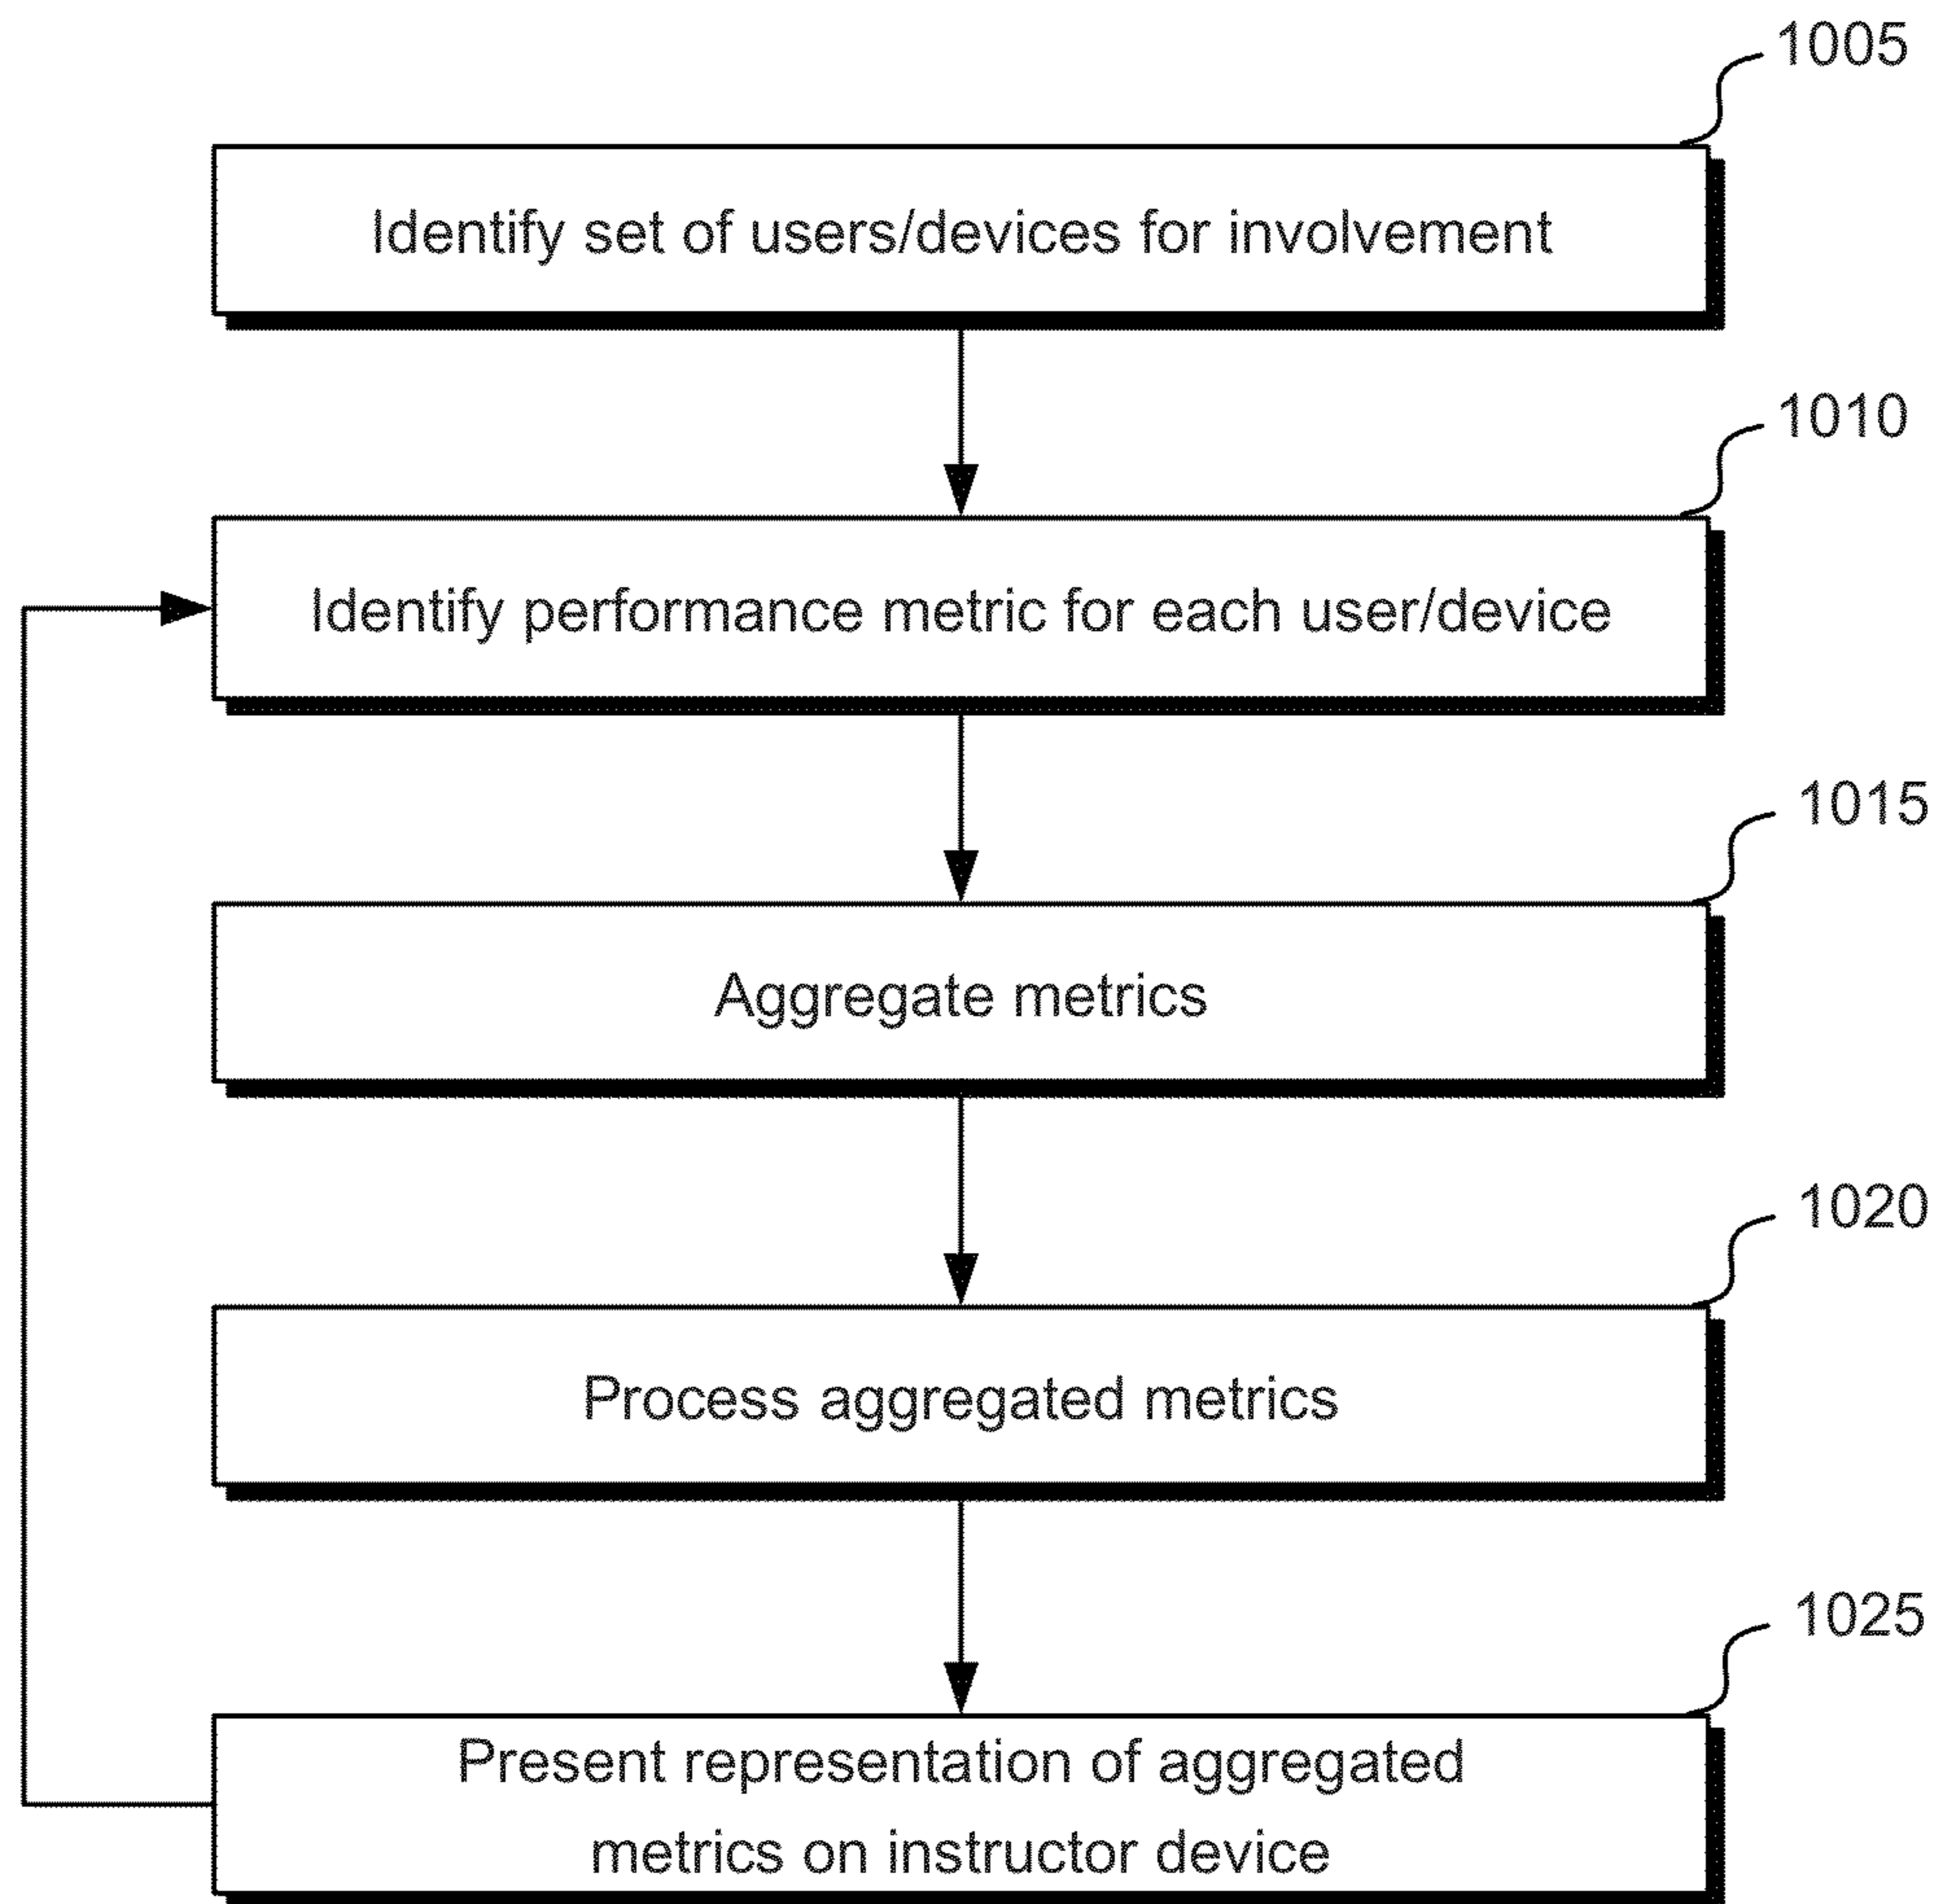 1005
Identify set of users/devices for involvement
1010
Identify performance metric for each user/device
1015
Aggregate metrics
1020
Process aggregated metrics
1025
Present representation of aggregated
metrics on instructor device